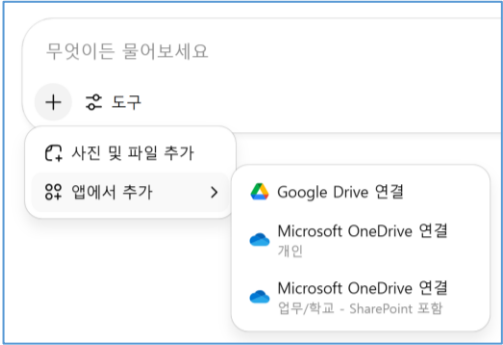 무엇이든 물어보세요
도구
사진 및 파일 추가
앱에서 추가
Google Drive 연결
Microsoft OneDrive 연결
개인
Microsoft OneDrive 연결
업무/학교 - SharePoint 포함